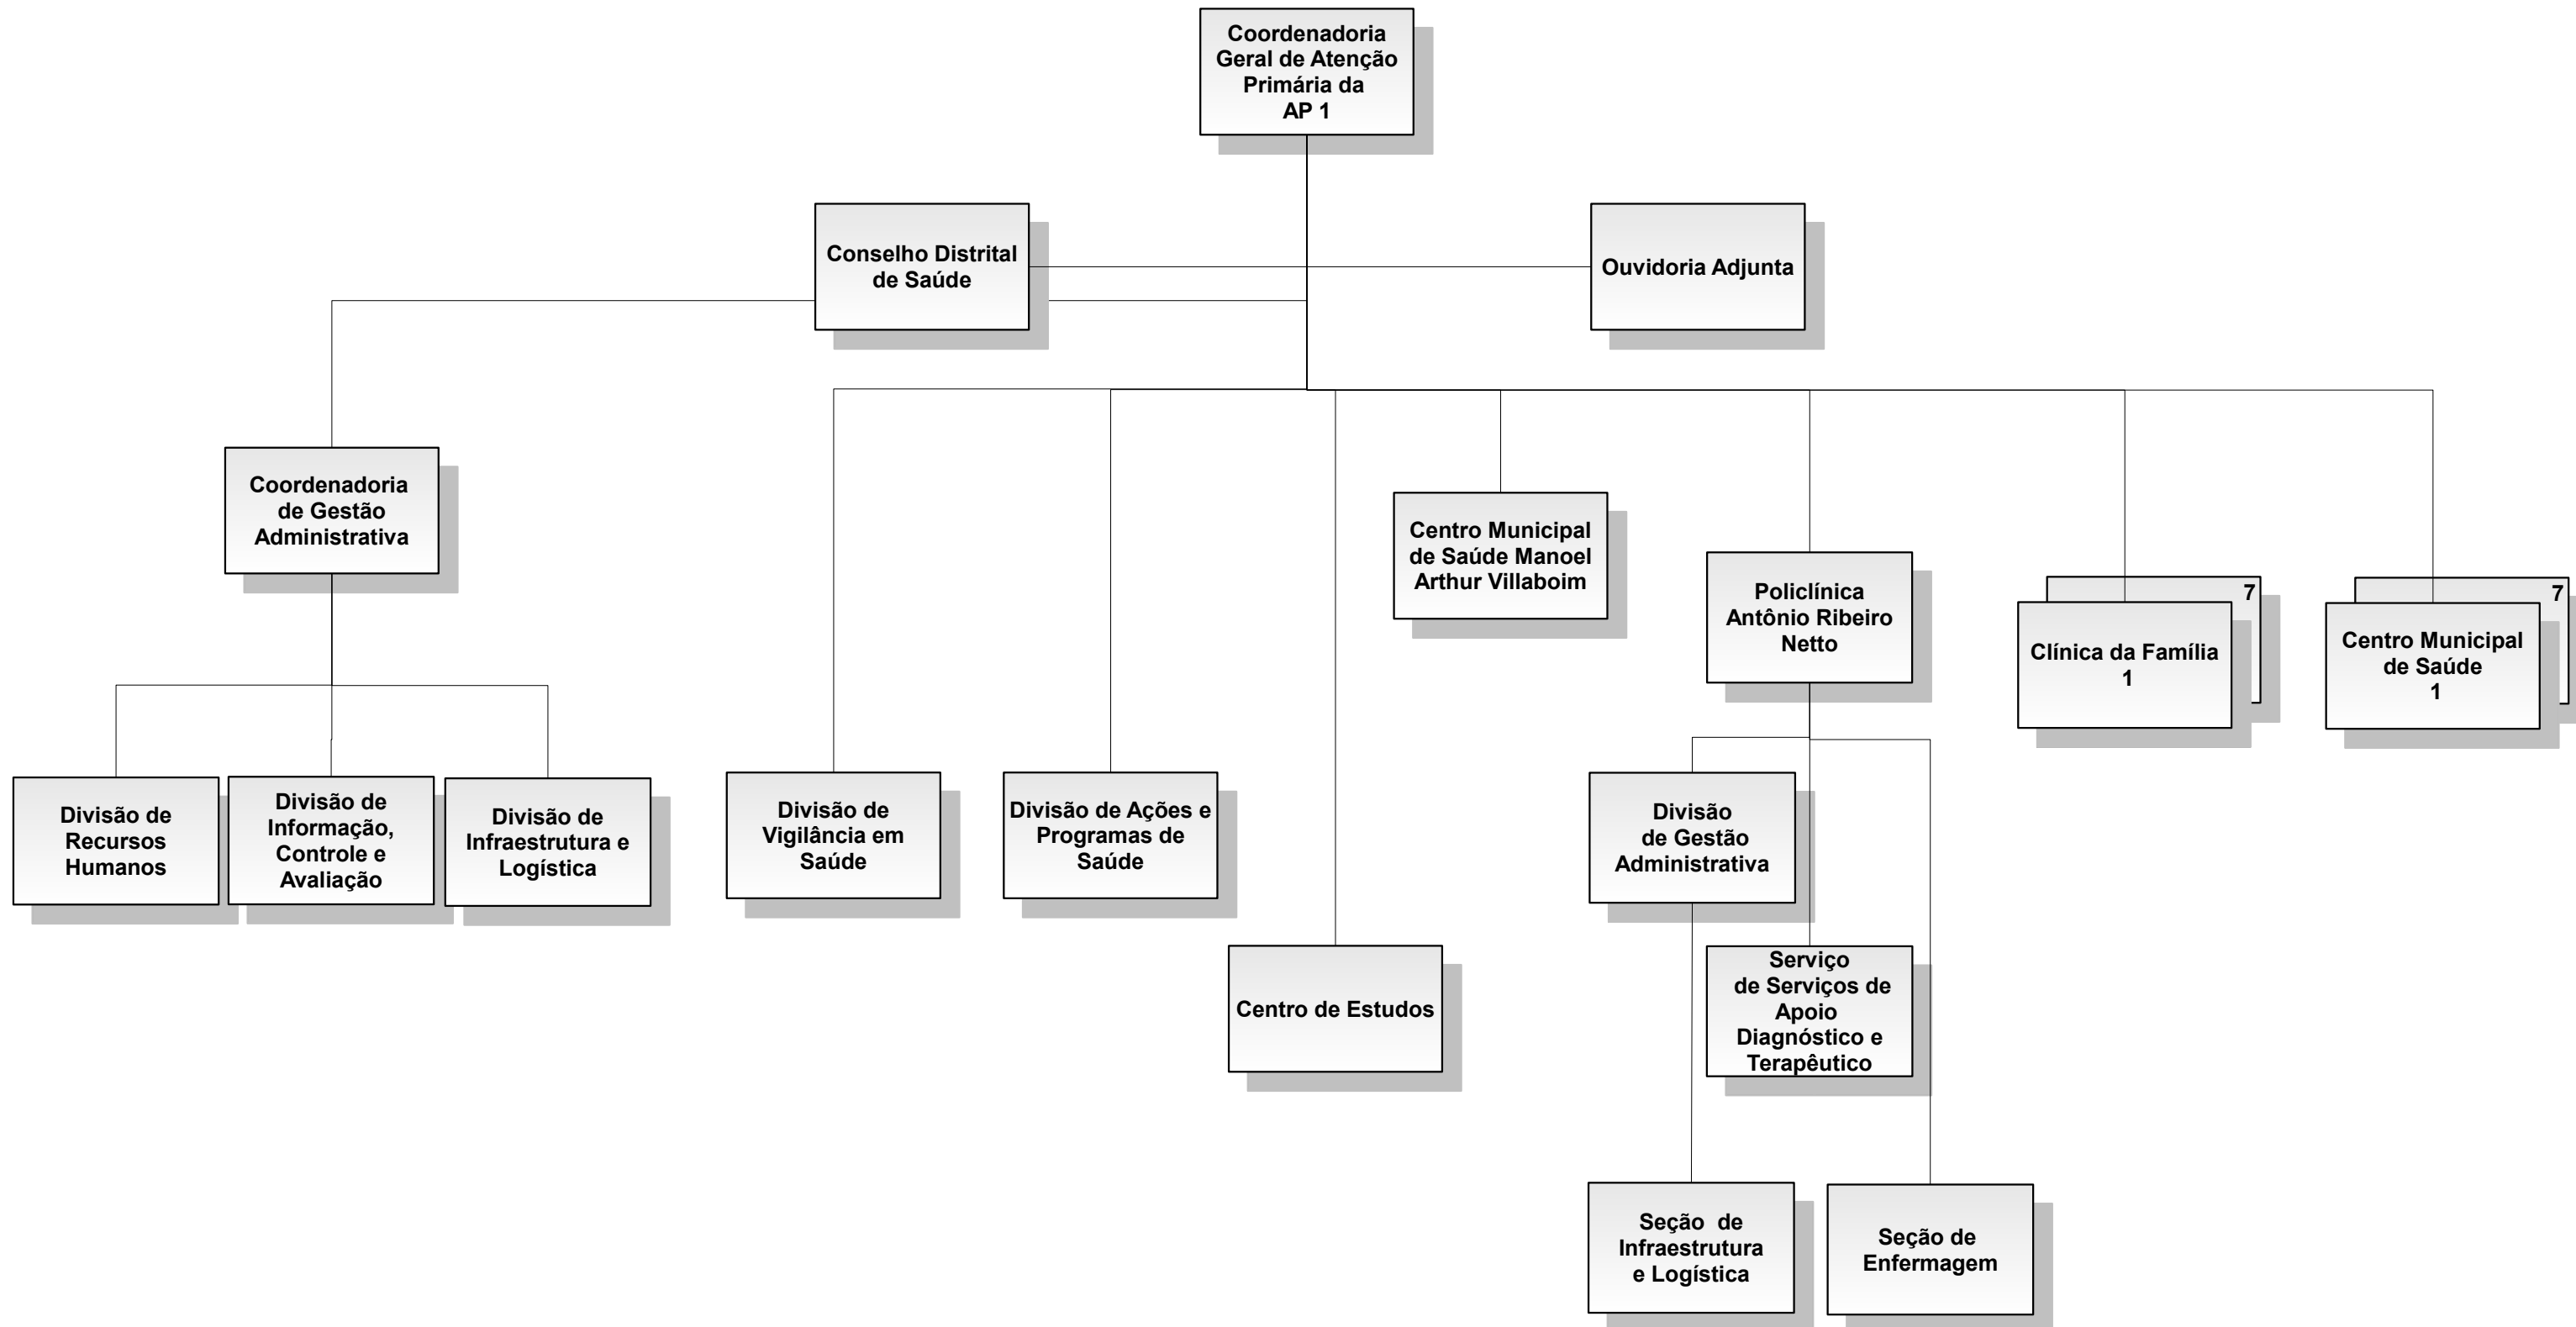 Coordenadoria
Geral de Atenção
Primária da
AP 1
Conselho Distrital
de Saúde
Ouvidoria Adjunta
Coordenadoria
de Gestão
Administrativa
Centro Municipal
de Saúde Manoel
Arthur Villaboim
Policlínica
Antônio Ribeiro
Netto
7
Clínica da Família
1
7
Centro Municipal
de Saúde
1
Divisão de
Recursos
Humanos
Divisão de
Informação,
Controle e
Avaliação
Divisão de
Infraestrutura e
Logística
Divisão de
Vigilância em
Saúde
Divisão de Ações e
Programas de
Saúde
Divisão
de Gestão
Administrativa
Centro de Estudos
Serviço
de Serviços de
Apoio
Diagnóstico e
Terapêutico
Seção de
Infraestrutura
e Logística
Seção de
Enfermagem